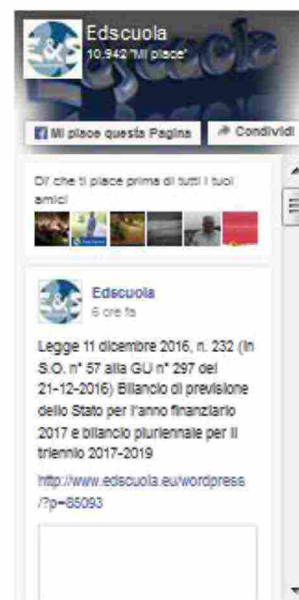 Edscuola
10.942 "Mi piace"
Mi piace questa Pagina
Condividi
Di' che ti piace prima di tutti i tuoi
amici
E&S
Edscuola
6 ore fa
Legge 11 dicembre 2016, n. 232 (in
S.O. n° 57 alla GU n° 297 del
21-12-2016) Bilancio di previsione
dello Stato per l'anno finanziario
2017 e bilancio pluriennale per il
triennio 2017-2019
http://www.edscuola.eu/wordpress
/?p=85093